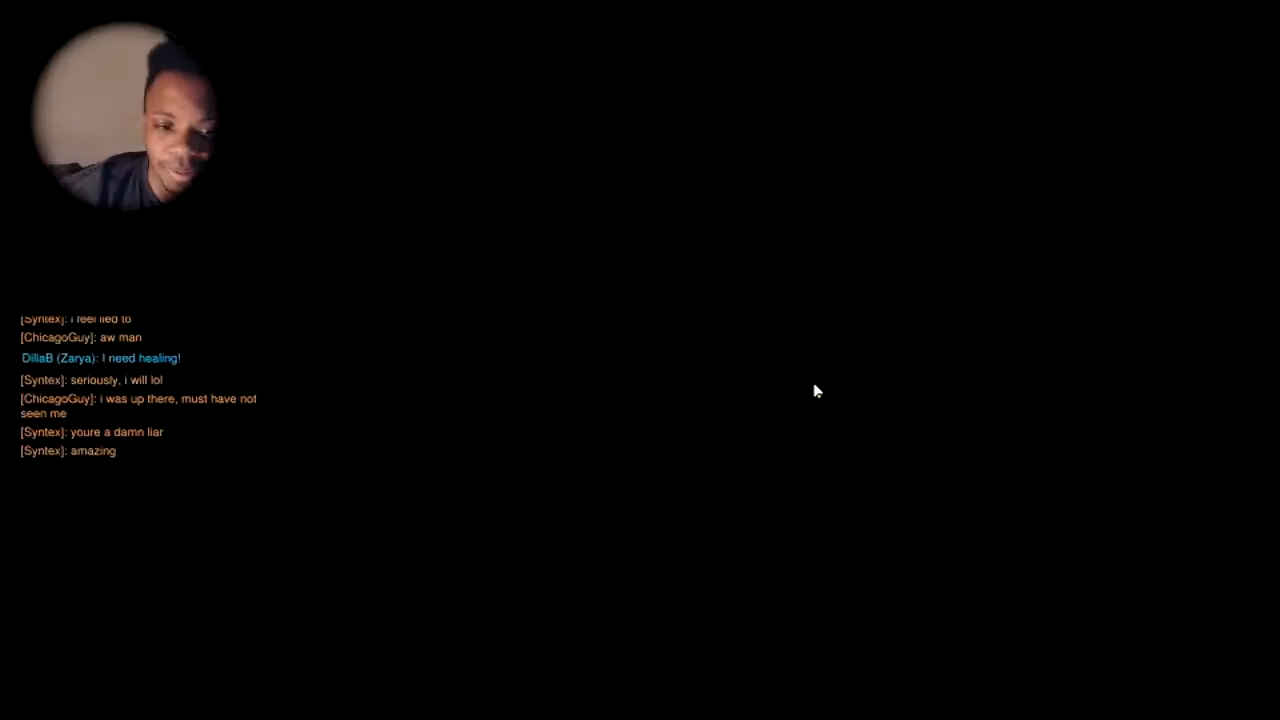 [Syntex]: i feel lied to
[ChicagoGuy]: aw man
DillaB (Zarya): I need healing!
[Syntex]: seriously, i will lol
[ChicagoGuy]: i was up there, must have not
seen me
[Syntex]: youre a damn liar
[Syntex]: amazing